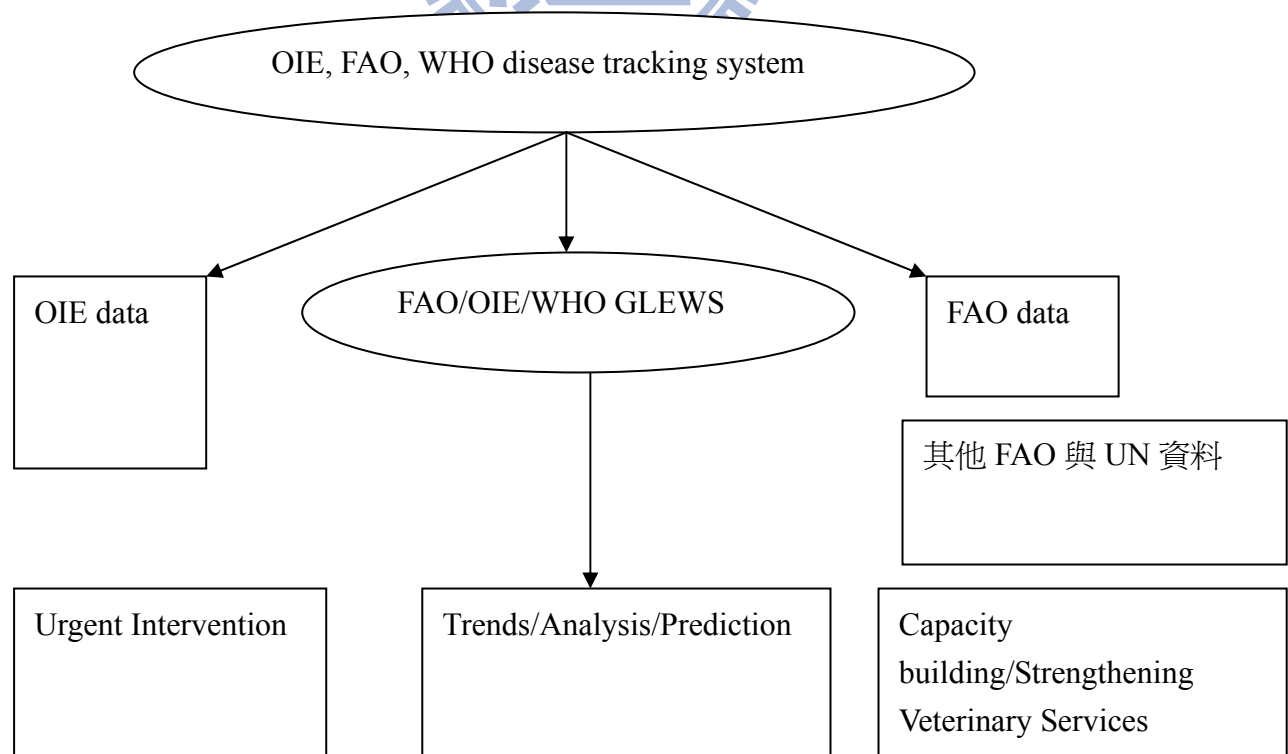 OIE, FAO, WHO disease tracking system
OIE data
FAO/OIE/WHO GLEWS
FAO data
其他 FAO 與 UN 資料
Urgent Intervention
Trends/Analysis/Prediction
Capacity
building/Strengthening
Veterinary Services